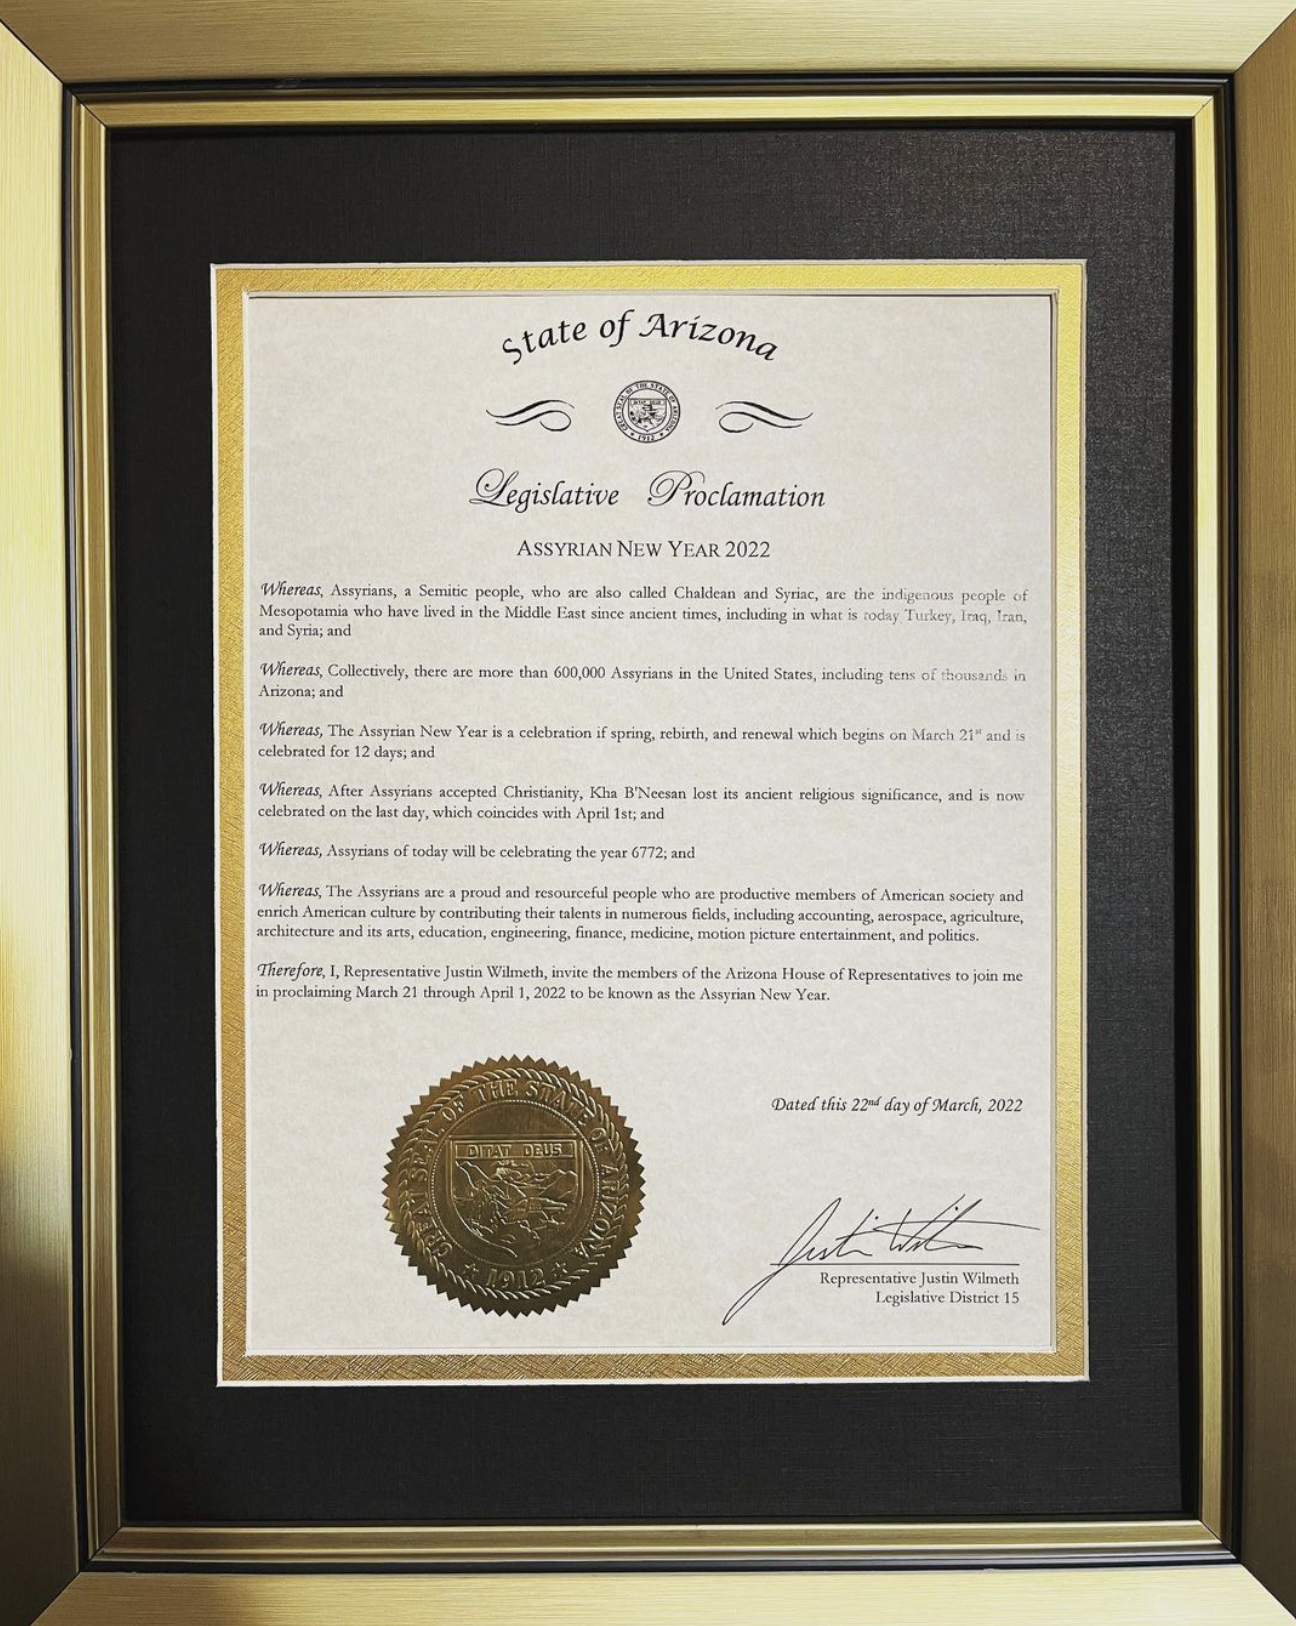 State of Arizona
GREAT SEAL OF THE STATE OF ARIZONA
DITAT DEUS
1912
Legislative Proclamation
ASSYRIAN NEW YEAR 2022
Whereas, Assyrians, a Semitic people, who are also called Chaldean and Syriac, are the indigenous people of
Mesopotamia who have lived in the Middle East since ancient times, including in what is today Turkey, Iraq, Iran,
and Syria; and
Whereas, Collectively, there are more than 600,000 Assyrians in the United States, including tens of thousands in
Arizona; and
Whereas, The Assyrian New Year is a celebration if spring, rebirth, and renewal which begins on March 21st and is
celebrated for 12 days; and
Whereas, After Assyrians accepted Christianity, Kha B'Neesan lost its ancient religious significance, and is now
celebrated on the last day, which coincides with April 1st; and
Whereas, Assyrians of today will be celebrating the year 6772; and
Whereas, The Assyrians are a proud and resourceful people who are productive members of American society and
enrich American culture by contributing their talents in numerous fields, including accounting, aerospace, agriculture,
architecture and its arts, education, engineering, finance, medicine, motion picture entertainment, and politics.
Therefore, I, Representative Justin Wilmeth, invite the members of the Arizona House of Representatives to join me
in proclaiming March 21 through April 1, 2022 to be known as the Assyrian New Year.
GREAT SEAL OF THE STATE OF ARIZONA
DITAT DEUS
1912
Dated this 22nd day of March, 2022
Representative Justin Wilmeth
Legislative District 15